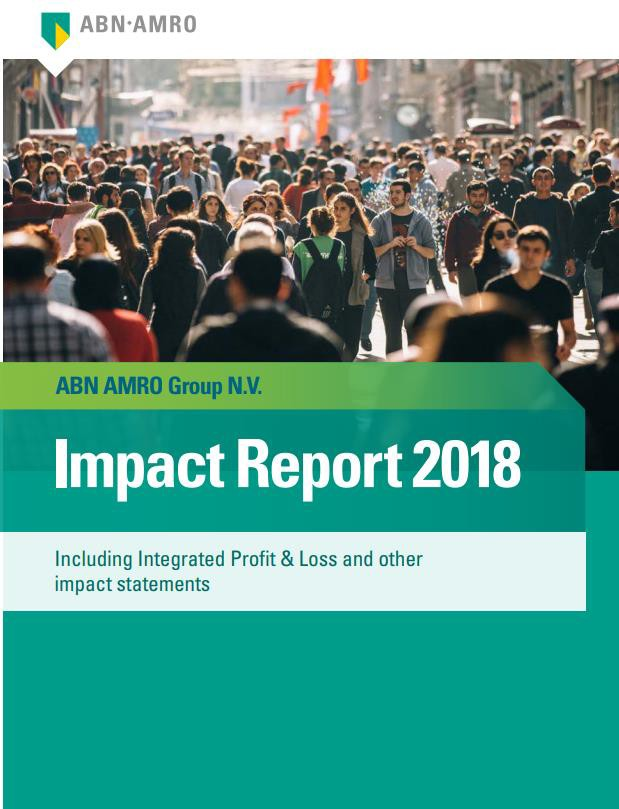 ABN·AMRO
ABN AMRO Group N.V.
Impact Report 2018
Including Integrated Profit & Loss and other
impact statements